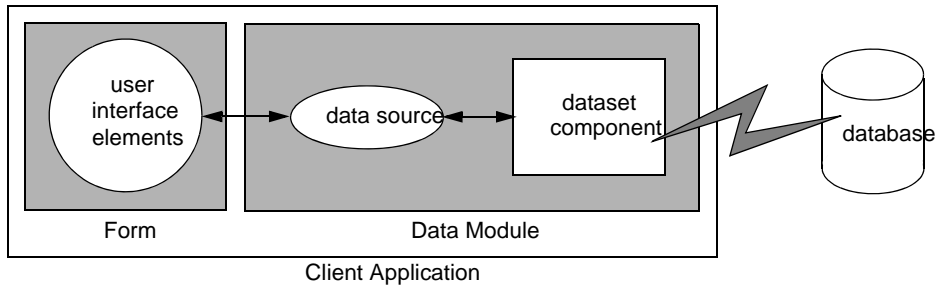 user
interface
elements
data source
dataset
component
database
Form
Data Module
Client Application